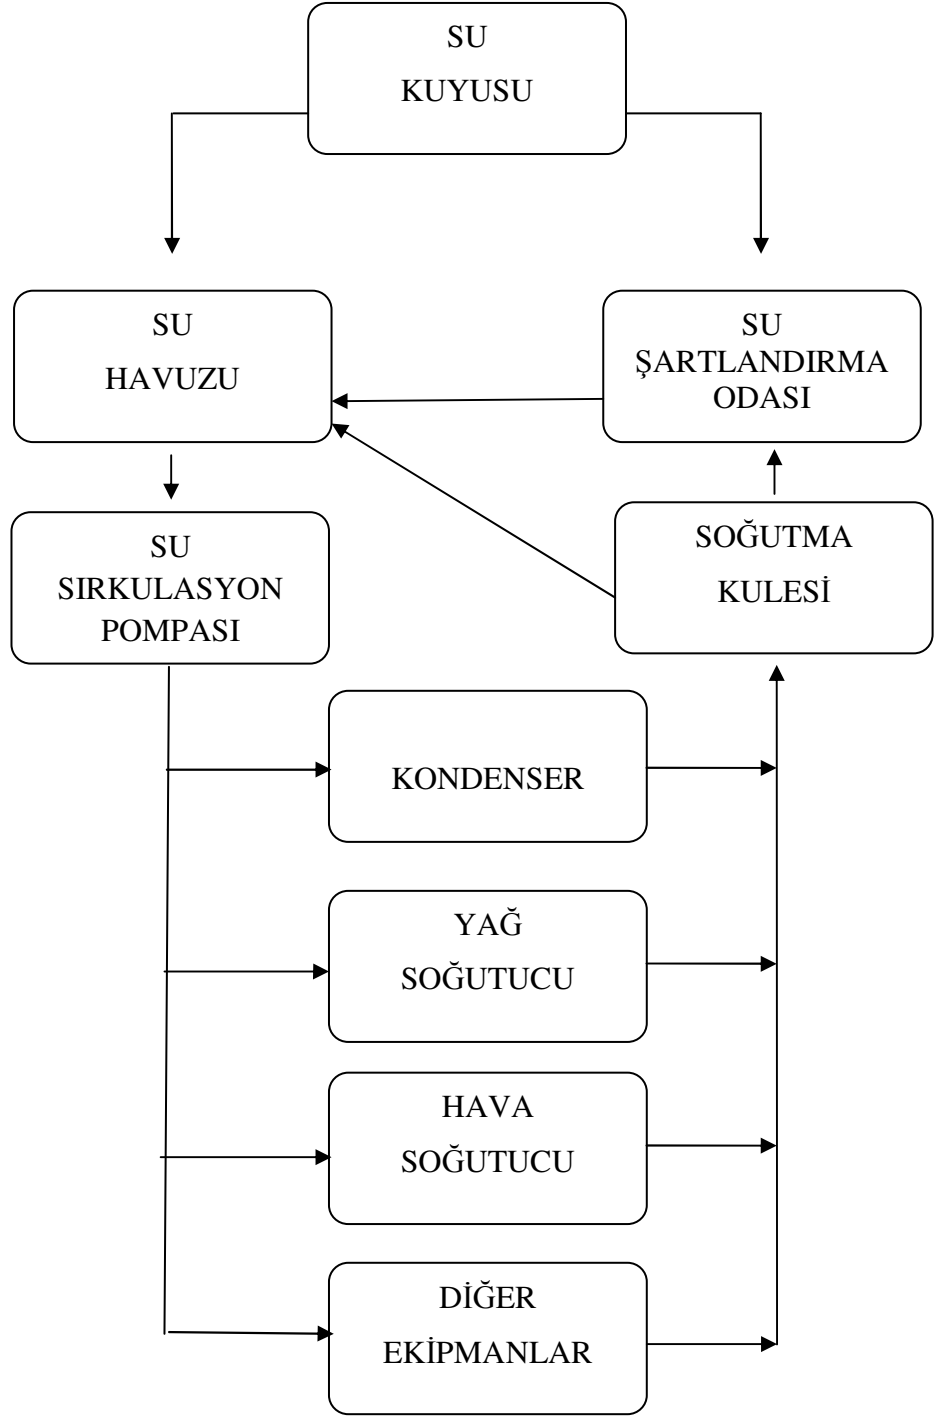 SU
KUYUSU
SU
HAVUZU
SU
ŞARTLANDIRMA
ODASI
SU
SIRKULASYON
POMPASI
SOĞUTMA
KULESİ
KONDENSER
YAĞ
SOĞUTUCU
HAVA
SOĞUTUCU
DİĞER
EKİPMANLAR